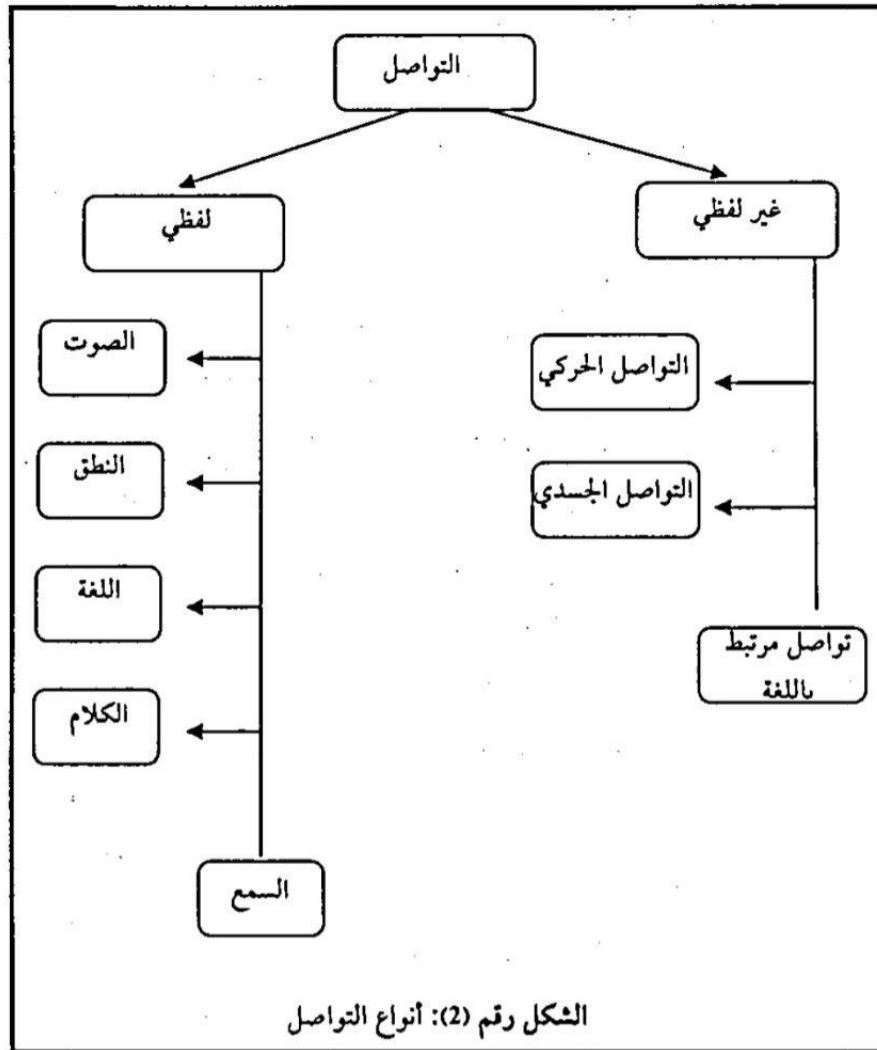 التواصل
غير لفظي
لفظي
التواصل الحركي
التواصل الجسدي
تواصل مرتبط
باللغة
الصوت
النطق
اللغة
الكلام
السمع
الشكل رقم (2): أنواع التواصل